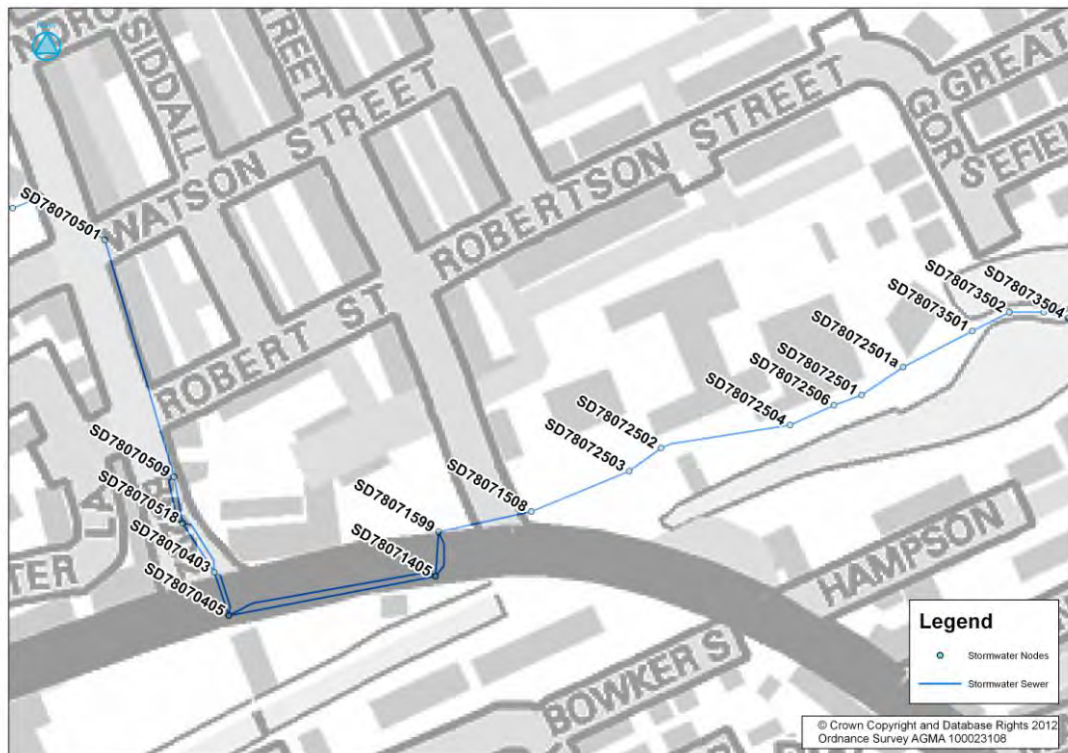 SIDDALL
STREET
WATSON STREET
ROBERT ST
ROBERTSON STREET
GREAT
GOR
SEFIEL
SD78070501
SD78070509
SD78070518
SD78070403
SD78070405
SD78071599
SD78071405
SD78071508
SD78072503
SD78072502
SD78072504
SD78072506
SD78072501
SD78072501a
SD78073501
SD78073502
SD78073504
TER
HAMPSON
BOWKER S
Legend
Stormwater Nodes
Stormwater Sewer
© Crown Copyright and Database Rights 2012
Ordnance Survey AGMA 100023108